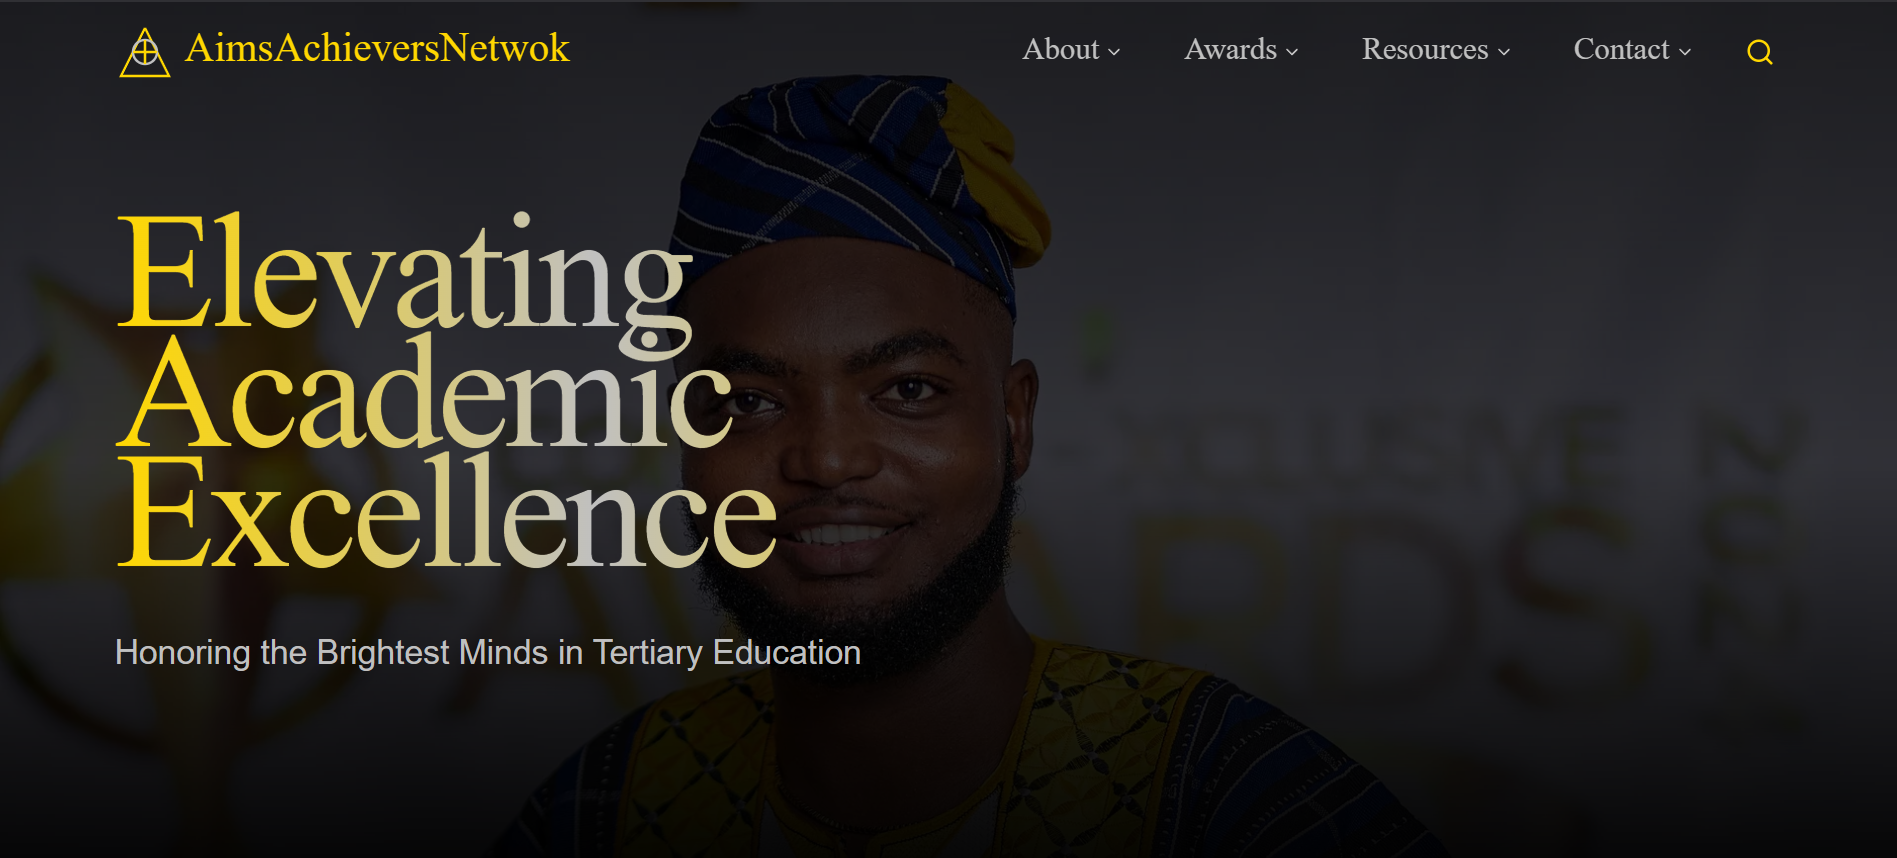 AimsAchieversNetwok
About
Awards
Resources
Contact
Elevating
Academic
Excellence
Honoring the Brightest Minds in Tertiary Education